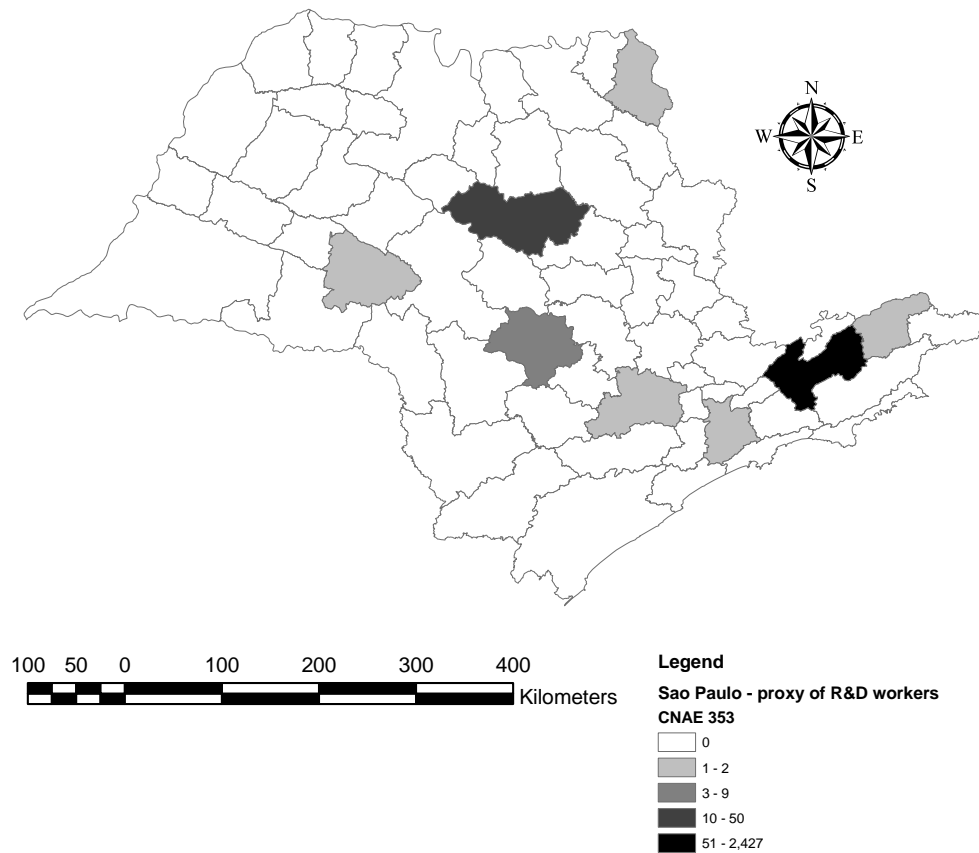 N
W E
S
100 50 0 100 200 300 400
Kilometers
Legend
Sao Paulo - proxy of R&D workers
CNAE 353
0
1 - 2
3 - 9
10 - 50
51 - 2,427